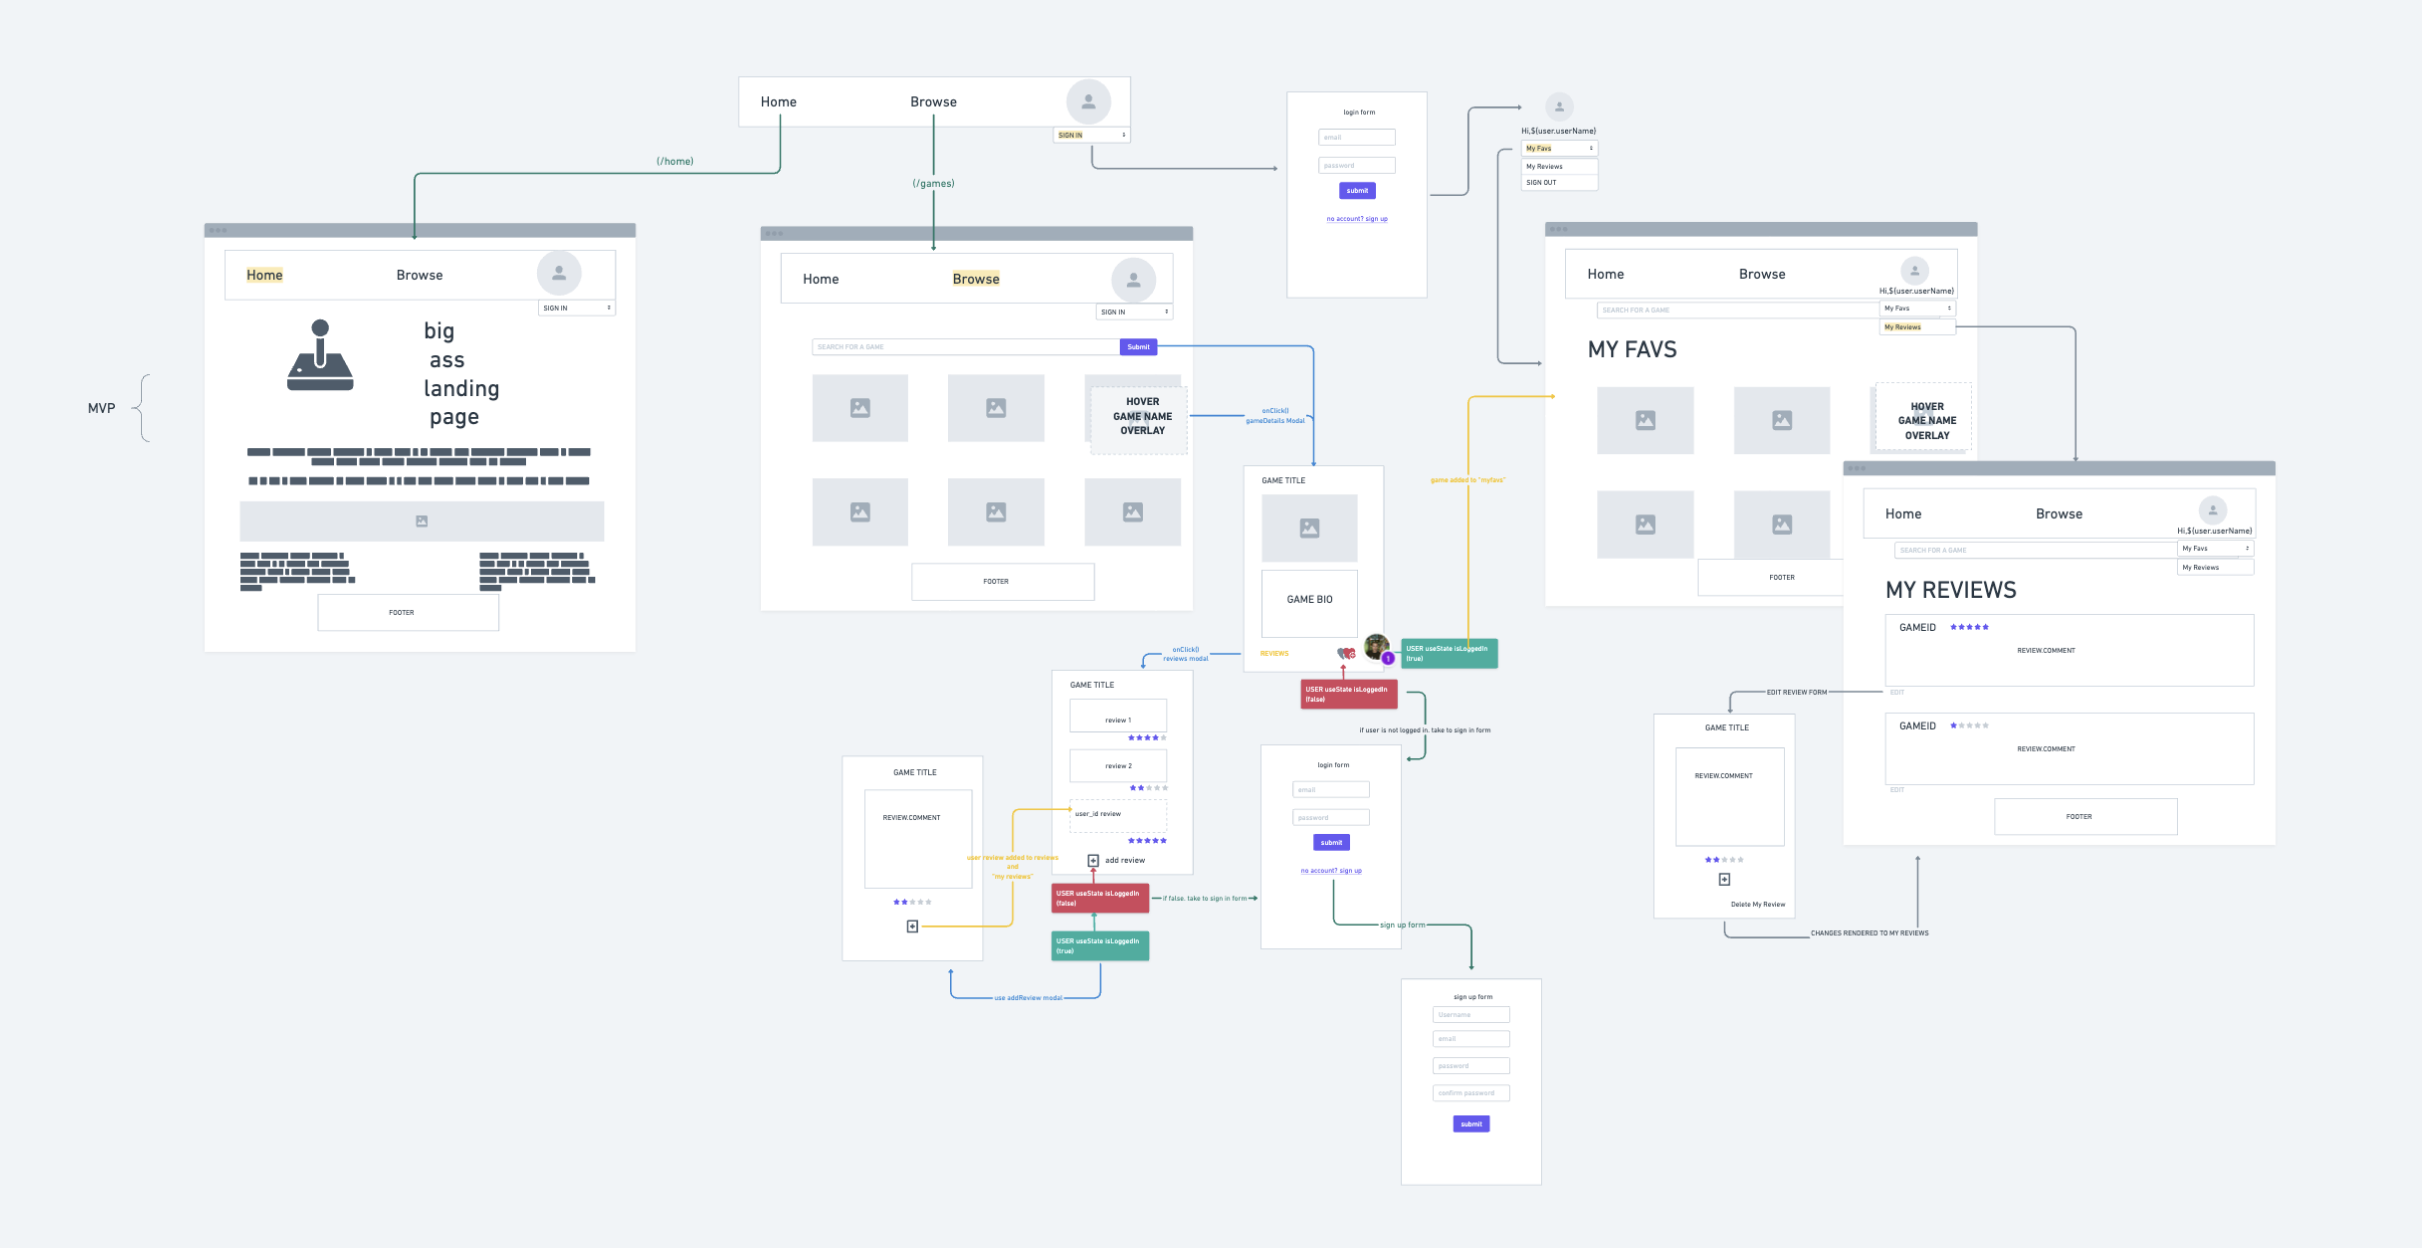 Home
Browse
SIGN IN
(/home)
(/games)
login form
email
password
submit
no account? sign up
Hi,$(user.userName)
My Favs
My Reviews
SIGN OUT
MVP
Home
Browse
SIGN IN
big
ass
landing
page
FOOTER
Home
Browse
SIGN IN
SEARCH FOR A GAME
Submit
HOVER
GAME NAME
OVERLAY
FOOTER
onClick()
gameDetails Modal
GAME TITLE
GAME BIO
REVIEWS
1
USER useState isLoggedIn
(true)
USER useState isLoggedIn
(false)
game added to "myfavs"
if user is not logged in, take to sign in form
Home
Browse
Hi,$(user.userName)
My Favs
My Reviews
SEARCH FOR A GAME
MY FAVS
HOVER
GAME NAME
OVERLAY
FOOTER
Home
Browse
Hi,$(user.userName)
My Favs
My Reviews
SEARCH FOR A GAME
MY REVIEWS
GAMEiD
REVIEW.COMMENT
EDIT
GAMEiD
REVIEW.COMMENT
EDIT
FOOTER
EDIT REVIEW FORM
GAME TITLE
REVIEW.COMMENT
Delete My Review
CHANGES RENDERED TO MY REVIEWS
onClick()
reviews modal
GAME TITLE
review 1
review 2
user_id review
add review
USER useState isLoggedIn
(false)
USER useState isLoggedIn
(true)
if false, take to sign in form
use addReview modal
GAME TITLE
REVIEW.COMMENT
user review added to reviews
and
"my reviews"
login form
email
password
submit
no account? sign up
sign up form
sign up form
Username
email
password
confirm password
submit